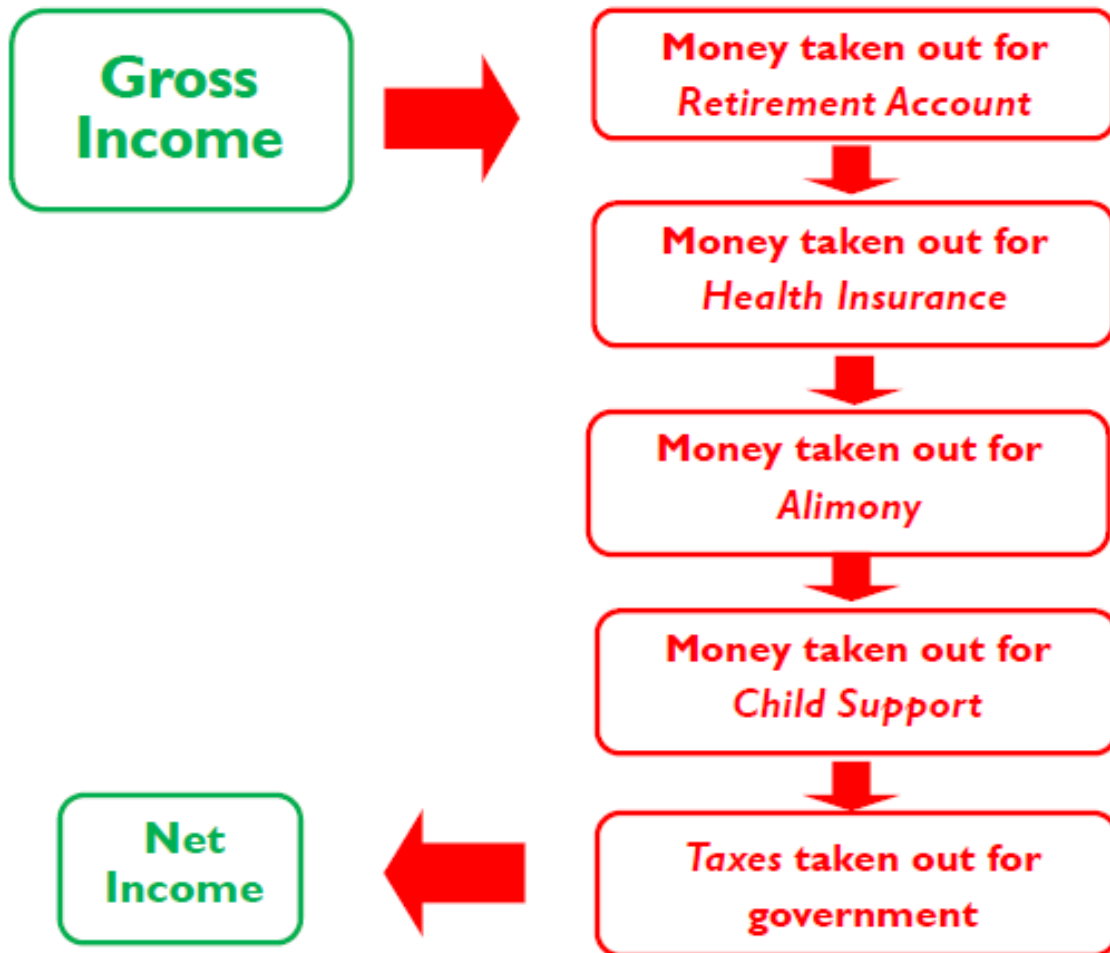 Gross
Income
Money taken out for
Retirement Account
Money taken out for
Health Insurance
Money taken out for
Alimony
Money taken out for
Child Support
Taxes taken out for
government
Net
Income